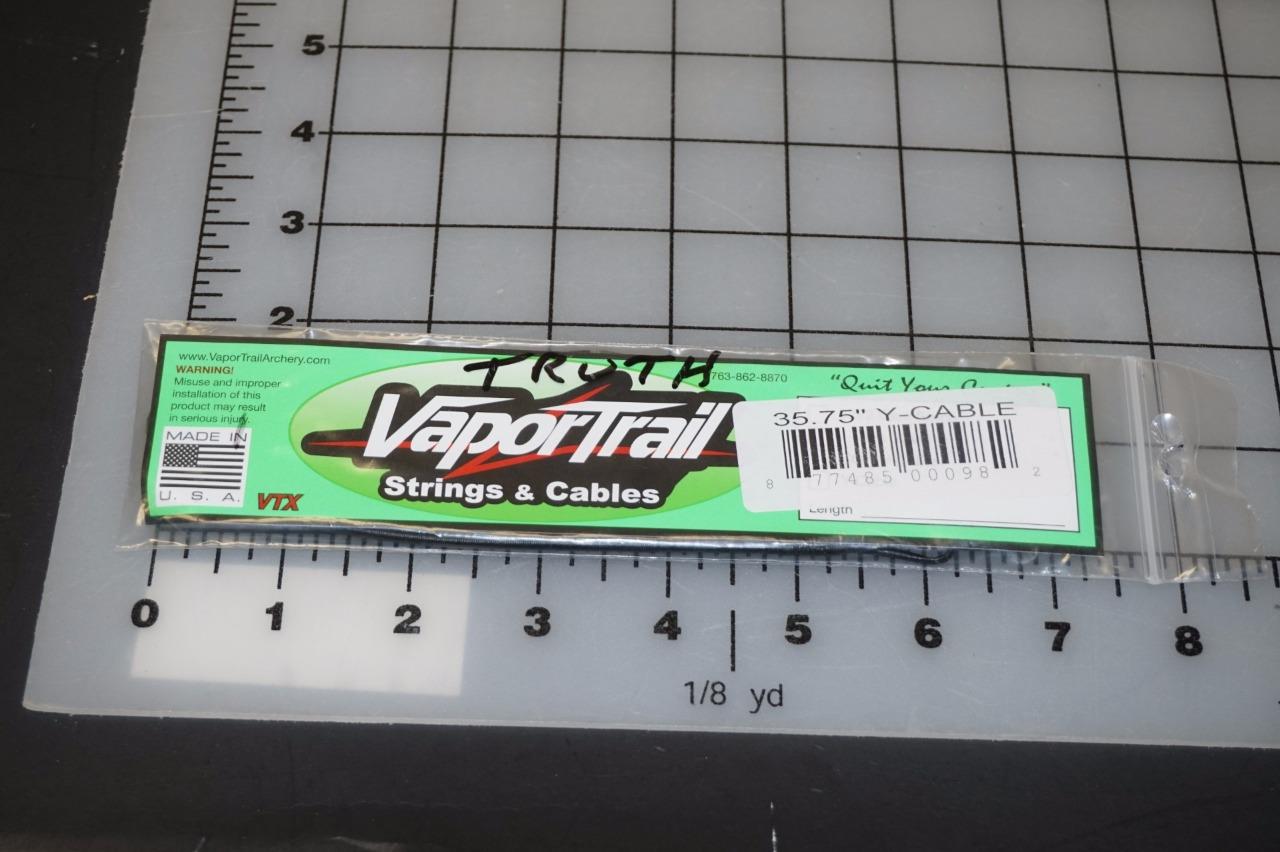 5
4
3
2
www.VaporTrailArchery.com
WARNING!
Misuse and improper
installation of this
product may result
in serious injury.
MADE IN
U. S. A.
VTX
TRUTH
VaporTrail
Strings & Cables
763-862-8870
"Quit Your
35.75" Y-CABLE
8 77485 00098 2
Length
0 1 2 3 4 5 6 7 8
1/8 yd